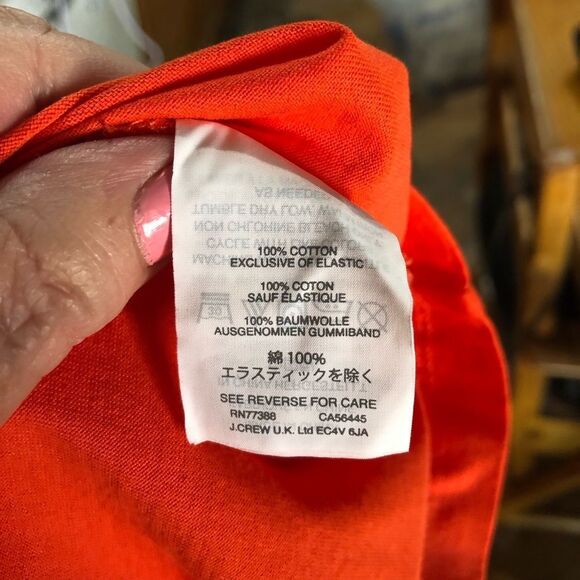 100% COTTON
EXCLUSIVE OF ELASTIC
100% COTON
SAUF ÉLASTIQUE
100% BAUMWOLLE
AUSGENOMMEN GUMMIBAND
綿 100%
エラスティックを除く
SEE REVERSE FOR CARE
RN77388 CA56445
J.CREW U.K. Ltd EC4V 6JA